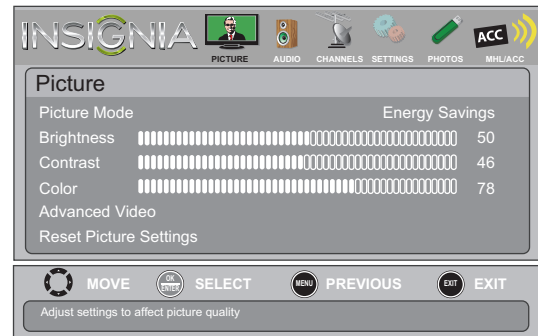 INSIGNIA
PICTURE AUDIO CHANNELS SETTINGS PHOTOS ACC MHL/ACC
Picture
Picture Mode Energy Savings
Brightness 50
Contrast 46
Color 78
Advanced Video
Reset Picture Settings
MOVE OK ENTER SELECT MENU PREVIOUS EXIT EXIT
Adjust settings to affect picture quality